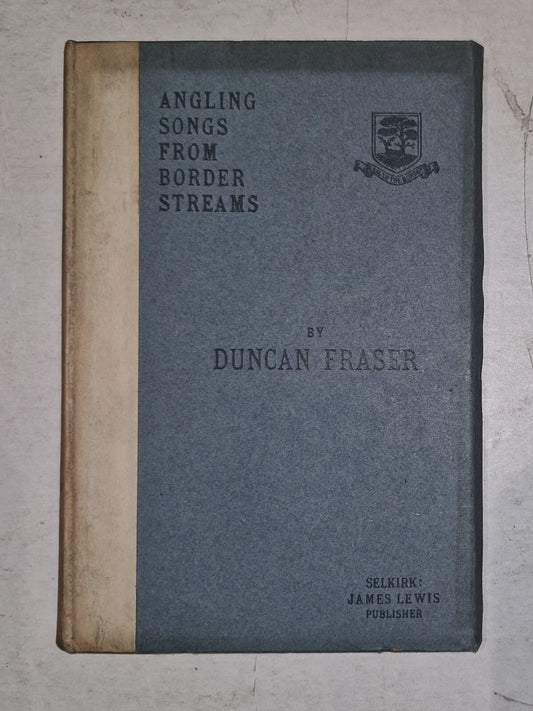 ANGLING
SONGS
FROM
BORDER
STREAMS
BY
DUNCAN FRASER
SELKIRK:
JAMES LEWIS
PUBLISHER